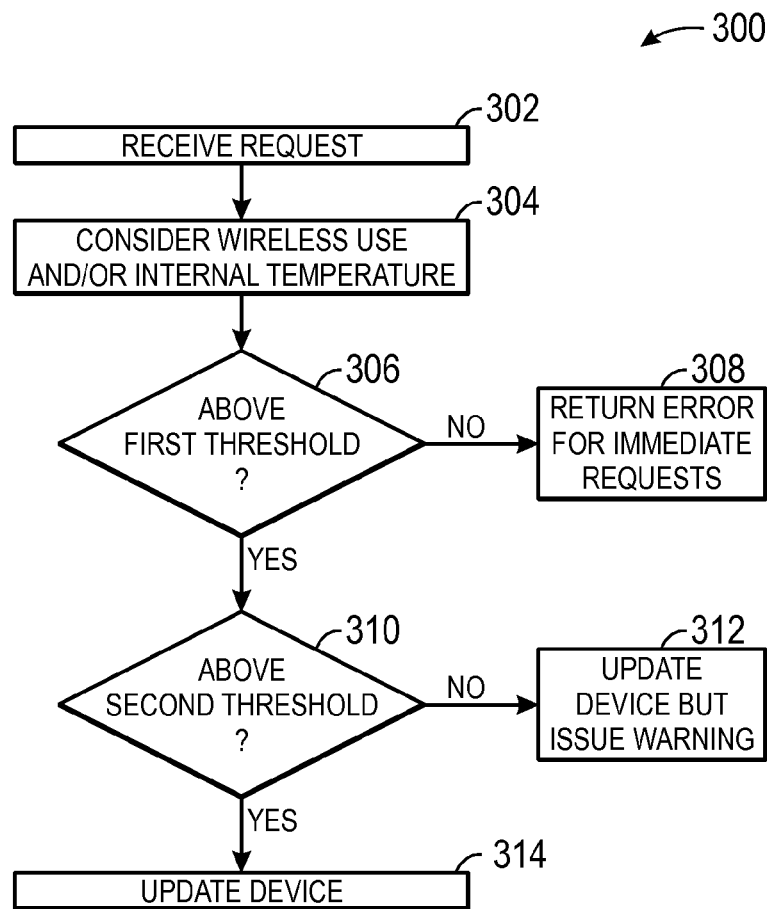 300
302
RECEIVE REQUEST
304
CONSIDER WIRELESS USE
AND/OR INTERNAL TEMPERATURE
306
ABOVE
FIRST THRESHOLD
?
NO
308
RETURN ERROR
FOR IMMEDIATE
REQUESTS
YES
310
ABOVE
SECOND THRESHOLD
?
NO
312
UPDATE
DEVICE BUT
ISSUE WARNING
YES
314
UPDATE DEVICE